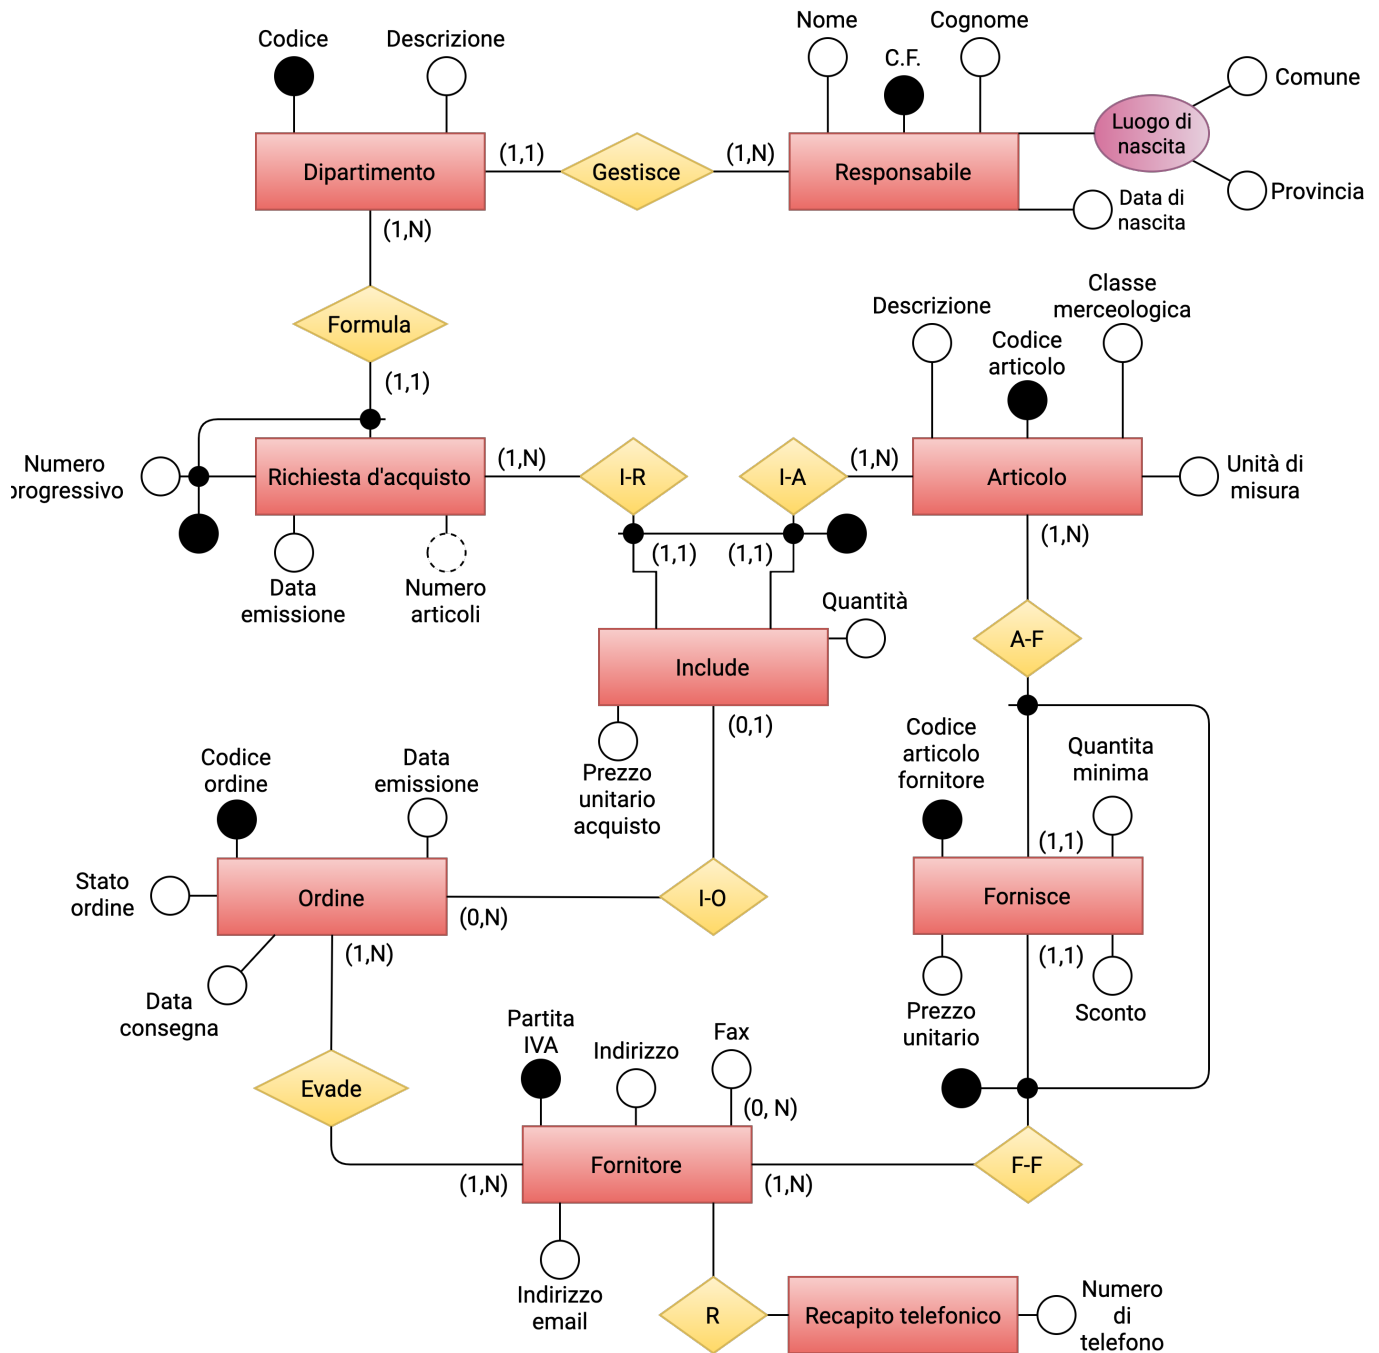 Nome
Cognome
Codice
Descrizione
C.F.
Comune
Luogo di
nascita
Dipartimento
(1,1)
Gestisce
(1,N)
Responsabile
Provincia
Data di
nascita
(1,N)
Formula
Descrizione
Classe
merceologica
Codice
articolo
(1,1)
Numero
progressivo
Richiesta d'acquisto
(1,N)
I-R
I-A
(1,N)
Articolo
Unità di
misura
(1,1)
(1,1)
(1,N)
Data
emissione
Numero
articoli
Quantità
A-F
Include
(0,1)
Codice
ordine
Data
emissione
Prezzo
unitario
acquisto
Codice
articolo
fornitore
Quantita
minima
(1,1)
Stato
ordine
Ordine
(0,N)
I-O
Fornisce
(1,N)
(1,1)
Data
consegna
Prezzo
unitario
Sconto
Partita
IVA
Indirizzo
Fax
(0, N)
Evade
(1,N)
Fornitore
(1,N)
F-F
Indirizzo
email
R
Recapito telefonico
Numero
di
telefono